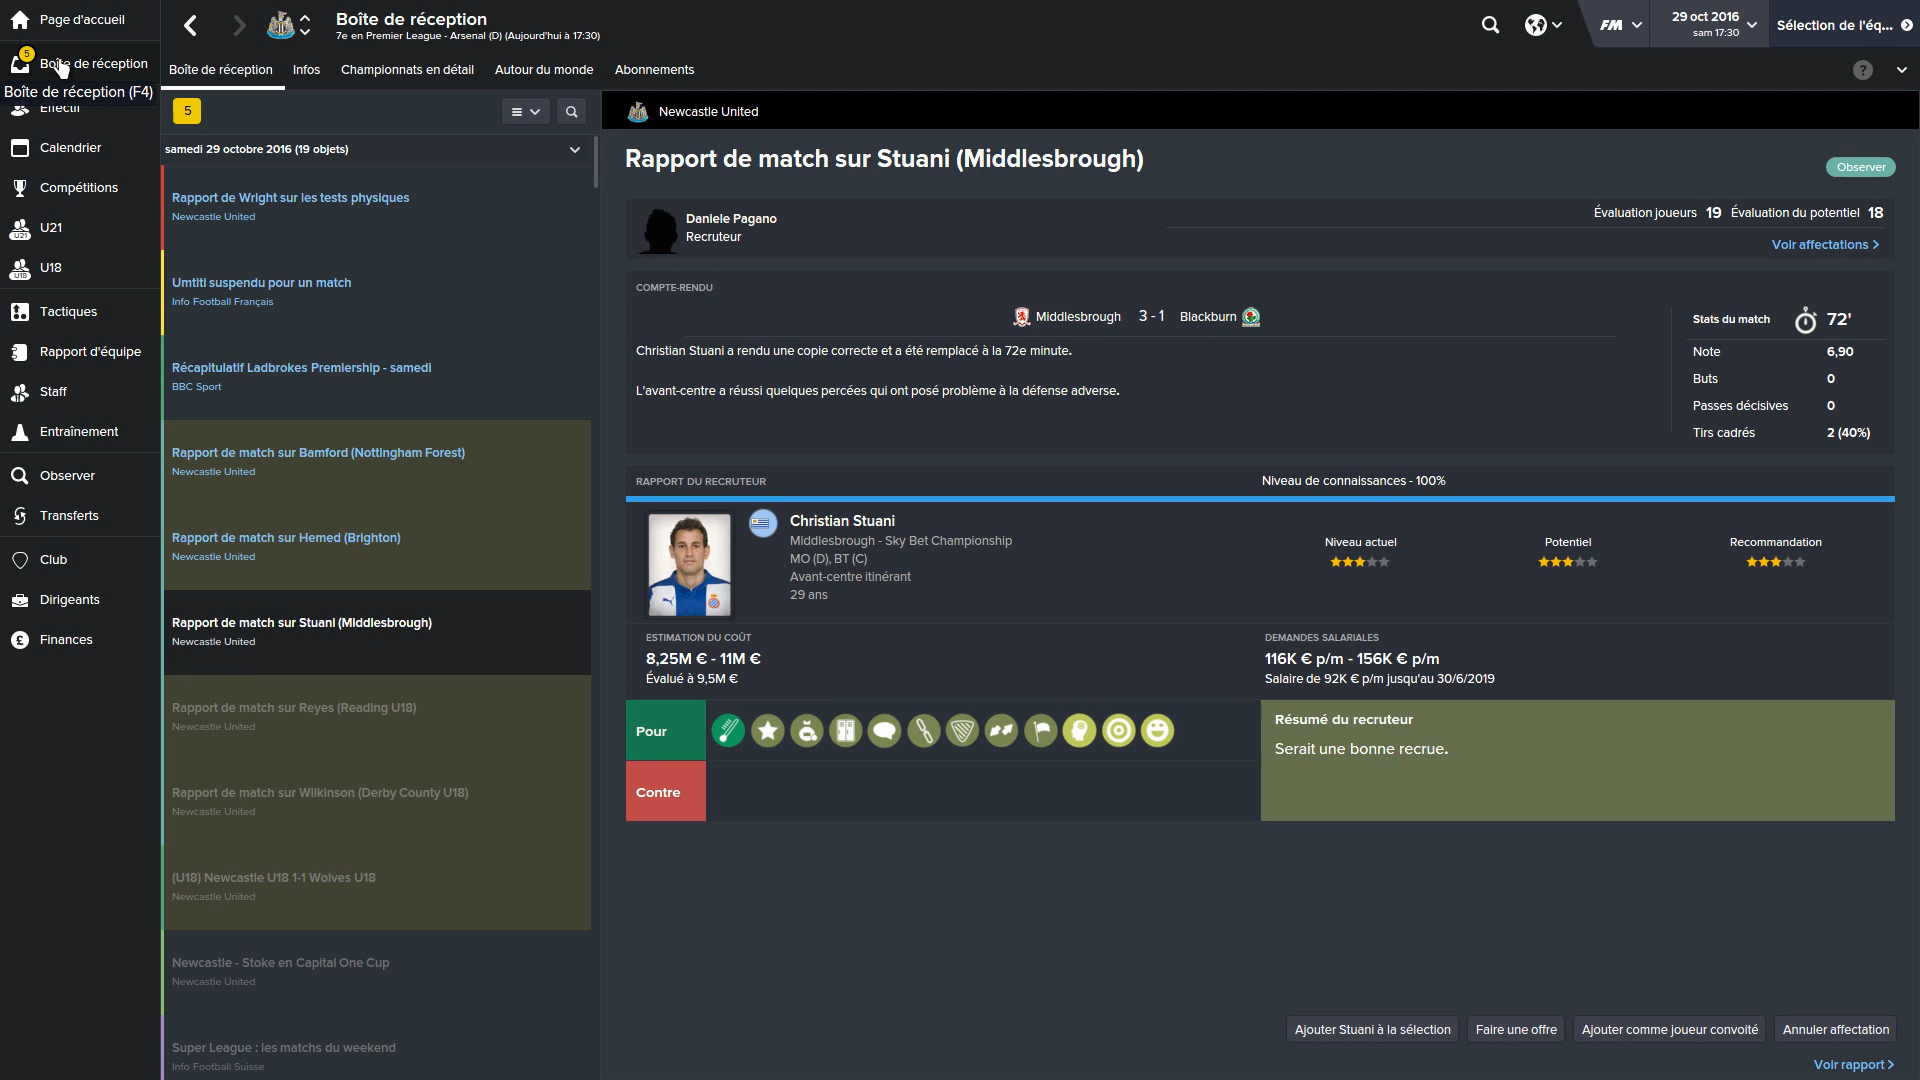 Page d'accueil
5
Boîte de réception
Boîte de réception (F4)
Effectif
Calendrier
Compétitions
U21
U21
U18
U18
Tactiques
Rapport d'équipe
Staff
Entraînement
Observer
Transferts
Club
Dirigeants
Finances
Boîte de réception
7e en Premier League - Arsenal (D) (Aujourd'hui à 17:30)
FM
29 oct 2016
sam 17:30
Sélection de l'éq...
Boîte de réception
Infos
Championnats en détail
Autour du monde
Abonnements
?
5
samedi 29 octobre 2016 (19 objets)
Rapport de Wright sur les tests physiques
Newcastle United
Umtiti suspendu pour un match
Info Football Français
Récapitulatif Ladbrokes Premiership - samedi
BBC Sport
Rapport de match sur Bamford (Nottingham Forest)
Newcastle United
Rapport de match sur Hemed (Brighton)
Newcastle United
Rapport de match sur Stuani (Middlesbrough)
Newcastle United
Rapport de match sur Reyes (Reading U18)
Newcastle United
Rapport de match sur Wilkinson (Derby County U18)
Newcastle United
(U18) Newcastle U18 1-1 Wolves U18
Newcastle United
Newcastle - Stoke en Capital One Cup
Newcastle United
Super League : les matchs du weekend
Info Football Suisse
Newcastle United
Rapport de match sur Stuani (Middlesbrough)
Observer
Daniele Pagano
Recruteur
Évaluation joueurs 19 Évaluation du potentiel 18
Voir affectations >
COMPTE-RENDU
Middlesbrough 3 - 1 Blackburn
Christian Stuani a rendu une copie correcte et a été remplacé à la 72e minute.
L'avant-centre a réussi quelques percées qui ont posé problème à la défense adverse.
Stats du match 72'
Note 6,90
Buts 0
Passes décisives 0
Tirs cadrés 2 (40%)
RAPPORT DU RECRUTEUR
Niveau de connaissances - 100%
Christian Stuani
Middlesbrough - Sky Bet Championship
MO (D), BT (C)
Avant-centre itinérant
29 ans
Niveau actuel
Potentiel
Recommandation
ESTIMATION DU COÛT
8,25M € - 11M €
Évalué à 9,5M €
DEMANDES SALARIALES
116K € p/m - 156K € p/m
Salaire de 92K € p/m jusqu'au 30/6/2019
Pour
Contre
Résumé du recruteur
Serait une bonne recrue.
Ajouter Stuani à la sélection
Faire une offre
Ajouter comme joueur convoité
Annuler affectation
Voir rapport >